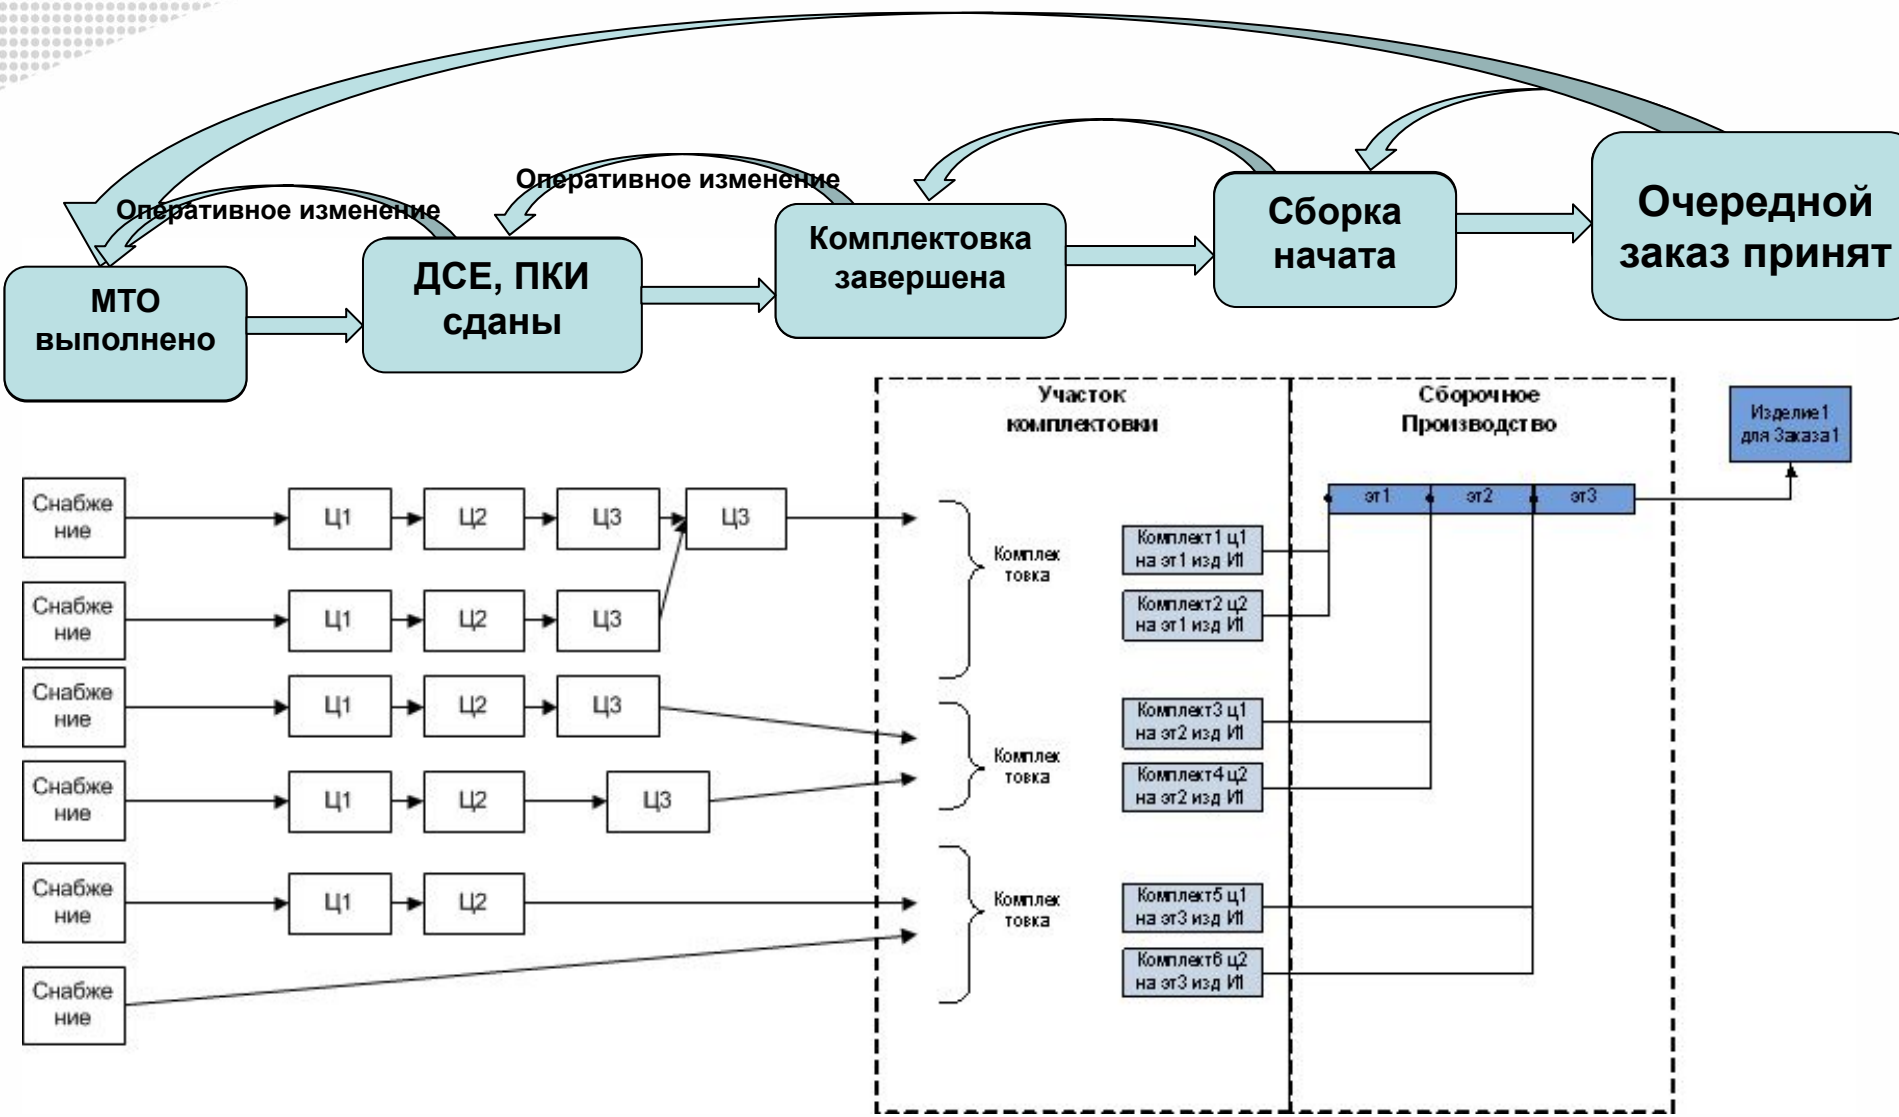 Оперативное изменение
Оперативное изменение
МТО
выполнено
ДСЕ, ПКИ
сданы
Комплектовка
завершена
Сборка
начата
Очередной
заказ принят
Участок
комплектовки
Сборочное
Производство
Изделие1
для Заказа1
Снабже
ние
Ц1
Ц2
Ц3
Ц3
эт1
эт2
эт3
Комплек
товка
Комплект1 ц1
на эт1 изд И1
Снабже
ние
Ц1
Ц2
Ц3
Комплект2 ц2
на эт1 изд И1
Снабже
ние
Ц1
Ц2
Ц3
Комплект3 ц1
на эт2 изд И1
Комплек
товка
Снабже
ние
Ц1
Ц2
Ц3
Комплект4 ц2
на эт2 изд И1
Снабже
ние
Ц1
Ц2
Комплек
товка
Комплект5 ц1
на эт3 изд И1
Снабже
ние
Комплект6 ц2
на эт3 изд И1